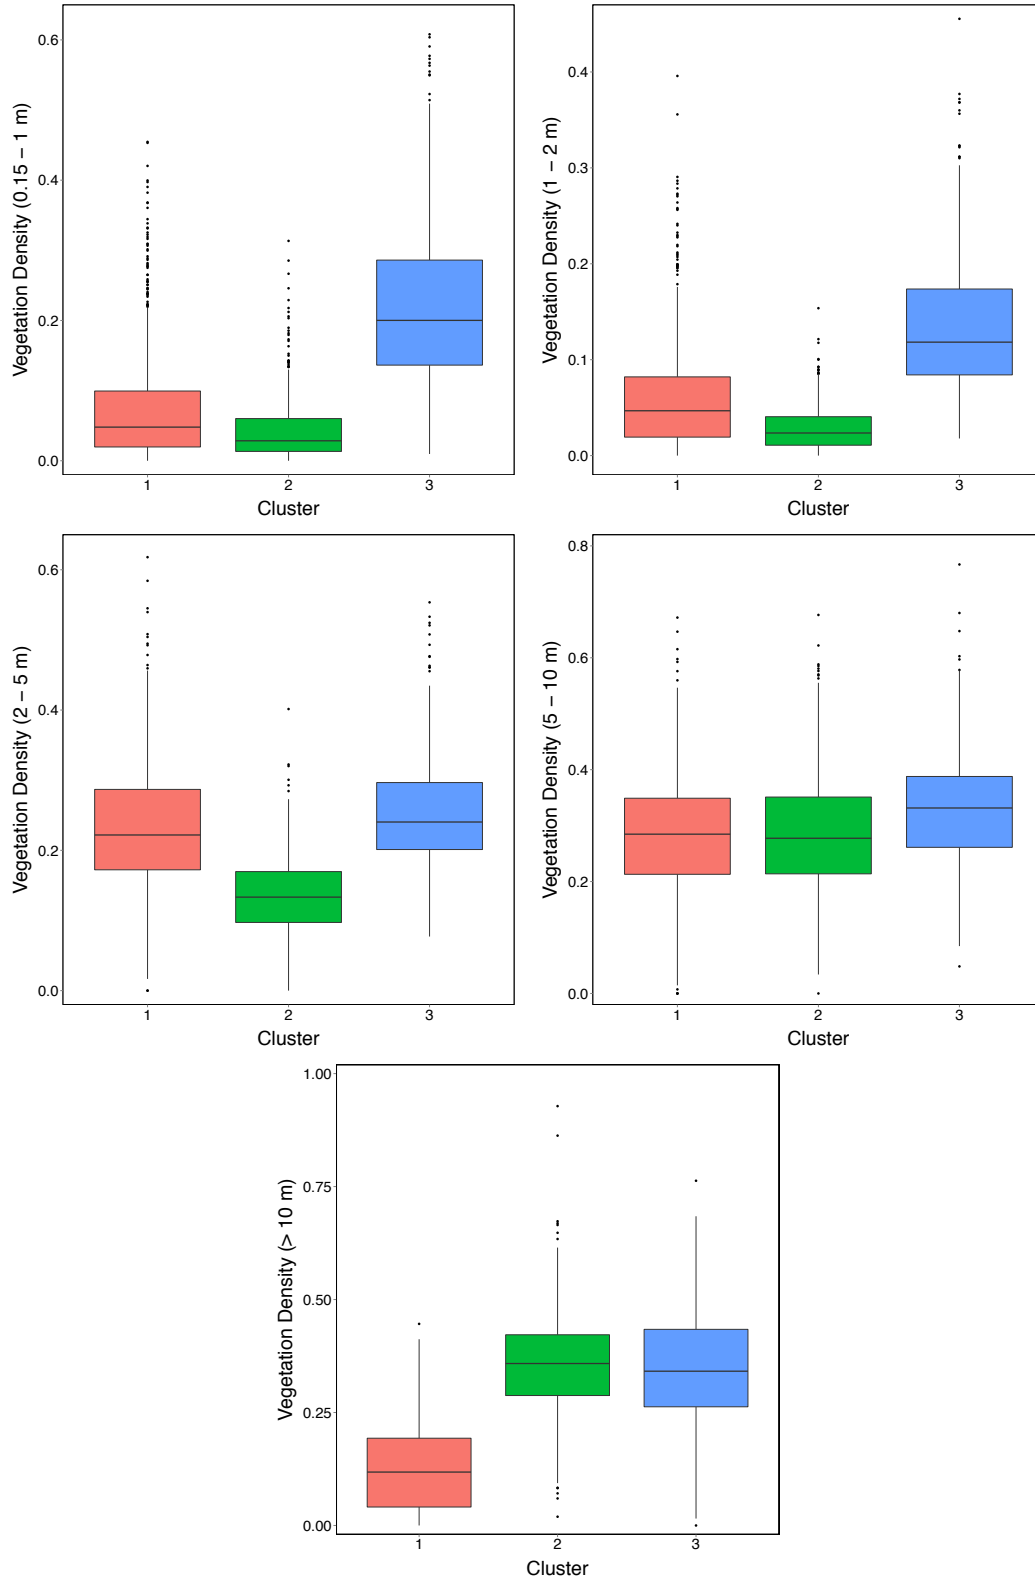 Vegetation Density (0.15 – 1 m)
0.6
0.4
0.2
0.0
1 2 3
Cluster
Vegetation Density (1 – 2 m)
0.4
0.3
0.2
0.1
0.0
1 2 3
Cluster
Vegetation Density (2 – 5 m)
0.6
0.4
0.2
0.0
1 2 3
Cluster
Vegetation Density (5 – 10 m)
0.8
0.6
0.4
0.2
0.0
1 2 3
Cluster
Vegetation Density (> 10 m)
1.00
0.75
0.50
0.25
0.00
1 2 3
Cluster